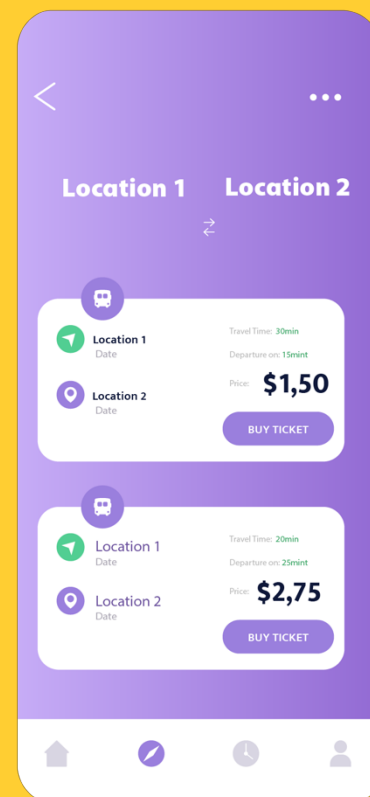 Location 1
Location 2
Location 1
Date
Location 2
Date
Travel Time: 30min
Departure on: 15mint
Price: $1,50
BUY TICKET
Location 1
Date
Location 2
Date
Travel Time: 20min
Departure on: 25mint
Price: $2,75
BUY TICKET